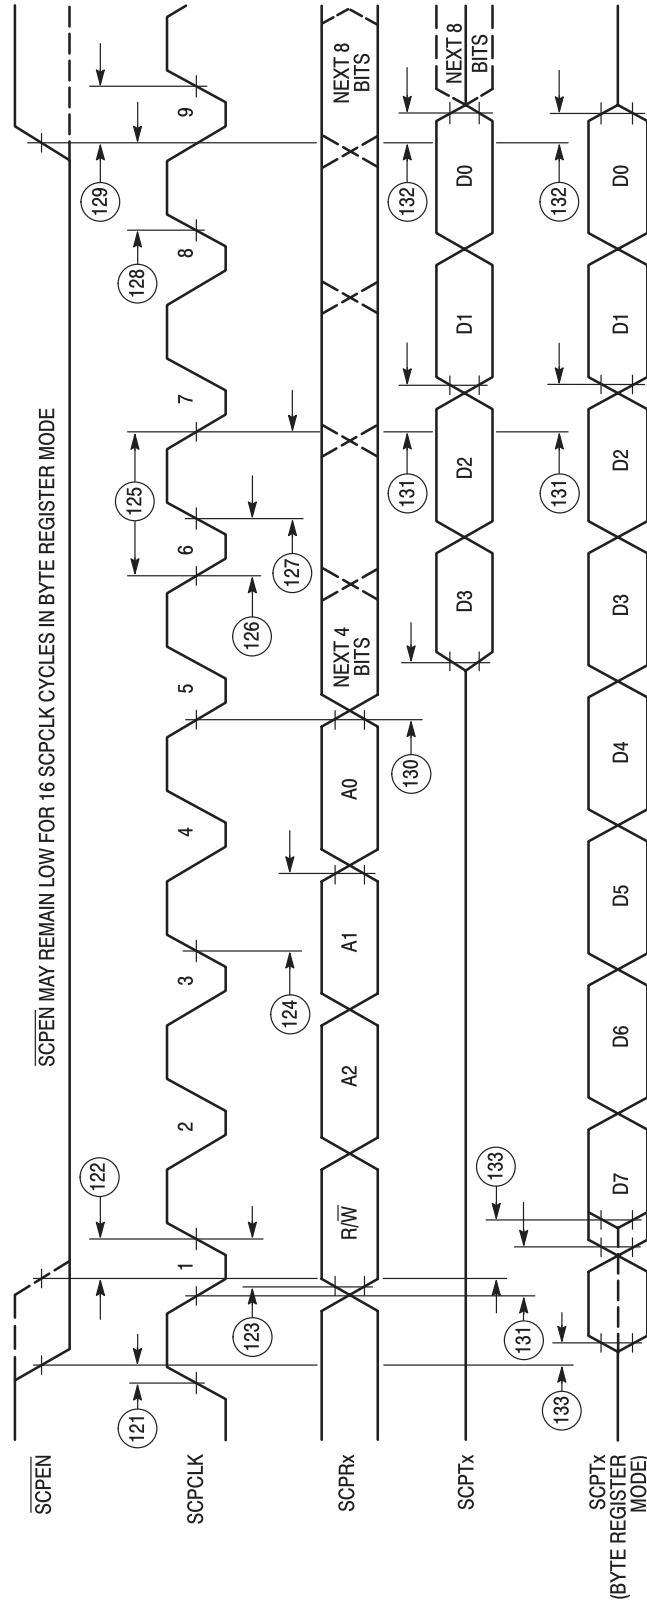 SCPEN MAY REMAIN LOW FOR 16 SCPCLK CYCLES IN BYTE REGISTER MODE
SCPEN
129
121
122
128
SCPCLK
1
2
3
4
5
6
7
8
9
125
123
124
126
127
SCPRx
R/W
A2
A1
A0
NEXT 4
BITS
NEXT 8
BITS
130
131
132
SCPTx
D3
D2
D1
D0
NEXT 8
BITS
133
131
133
131
132
SCPTx
(BYTE REGISTER
MODE)
D7
D6
D5
D4
D3
D2
D1
D0